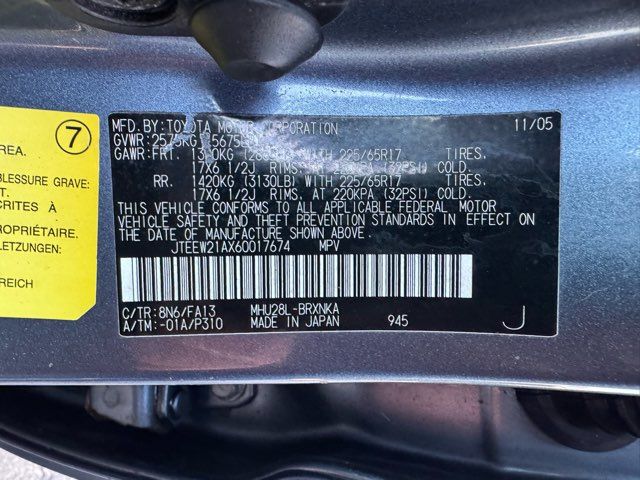 7
REA.
BLESSURE GRAVE:
NT.
CRITES À
PROPRIÉTAIRE.
TLEITUNGEN.
REICH
MFD.BY: TOYOTA MOTOR CORPORATION 11/05
GVWR: 2575KG
GAWR: FRT. WITH 225/65R17 TIRES.
17X6 1/2J RIMS. COLD.
RR. 1420KG (3130LB) WITH 225/65R17 TIRES.
17X6 1/2J RIMS, AT 220KPA (32PSI) COLD.
THIS VEHICLE CONFORMS TO ALL APPLICABLE FEDERAL MOTOR
VEHICLE SAFETY AND THEFT PREVENTION STANDARDS IN EFFECT ON
THE DATE OF MANUFACTURE SHOWN ABOVE.
JTEEW21AX60017674 MPV
C/TR: 8N6/FA13 MHU28L-BRXNKA
A/TM: -01A/P310 MADE IN JAPAN 945 J